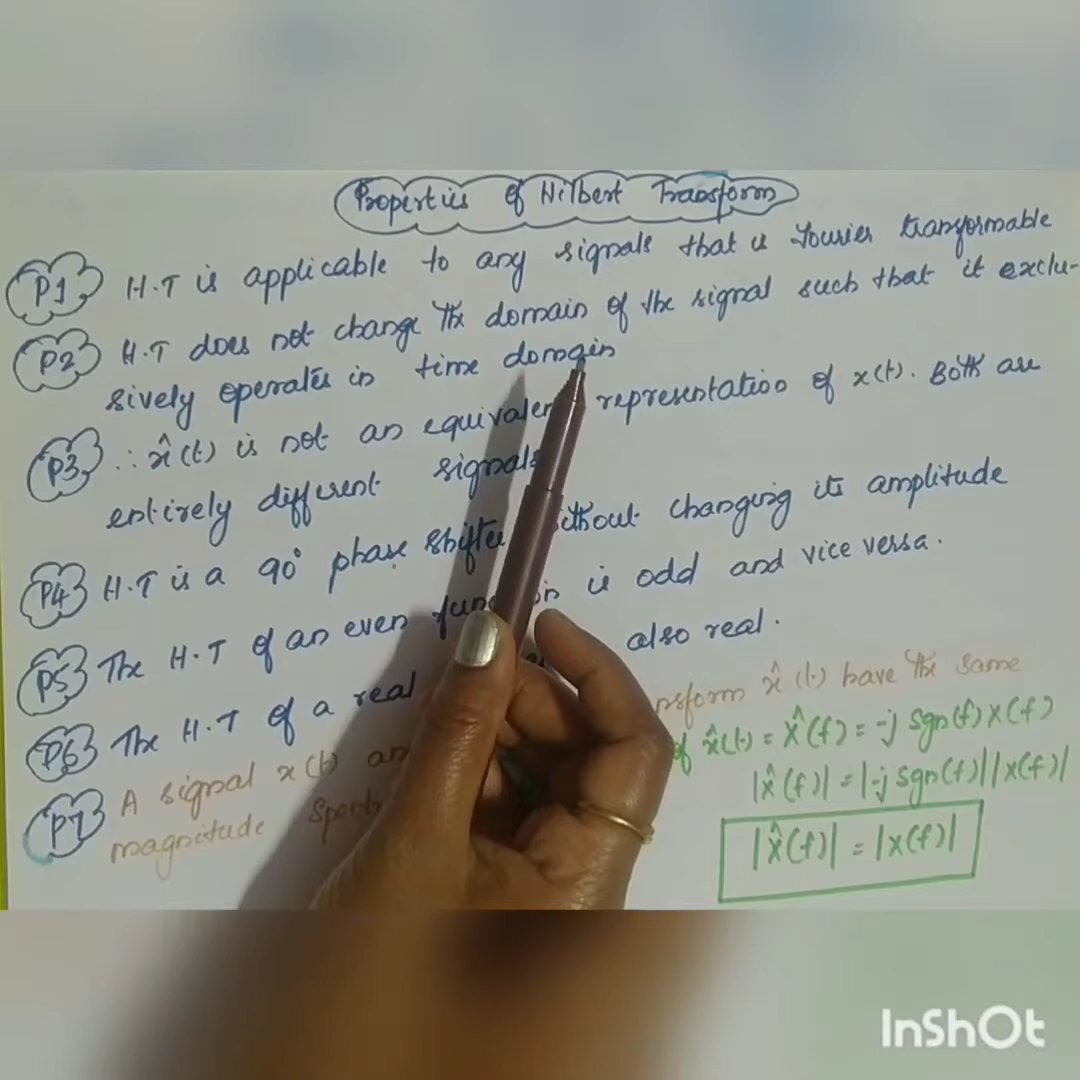 Properties of Hilbert Transform
P1 H.T is applicable to any signals that is Fourier transformable
P2 H.T does not change the domain of the signal such that it exclu-
sively operates in time domain
P3 ∴ x̂(t) is not an equivalent representation of x(t). Both are
entirely different signals
P4 H.T is a 90° phase shifter without changing its amplitude
P5 The H.T of an even function is odd and vice versa.
P6 The H.T of a real also real.
P7 A signal x(t) x̂(t) have the same
magnitude
of x̂(t) = X̂(f) = -j sgn(f) X(f)
|X̂(f)| = |-j sgn(f)| |X(f)|
|X̂(f)| = |X(f)|
InShOt